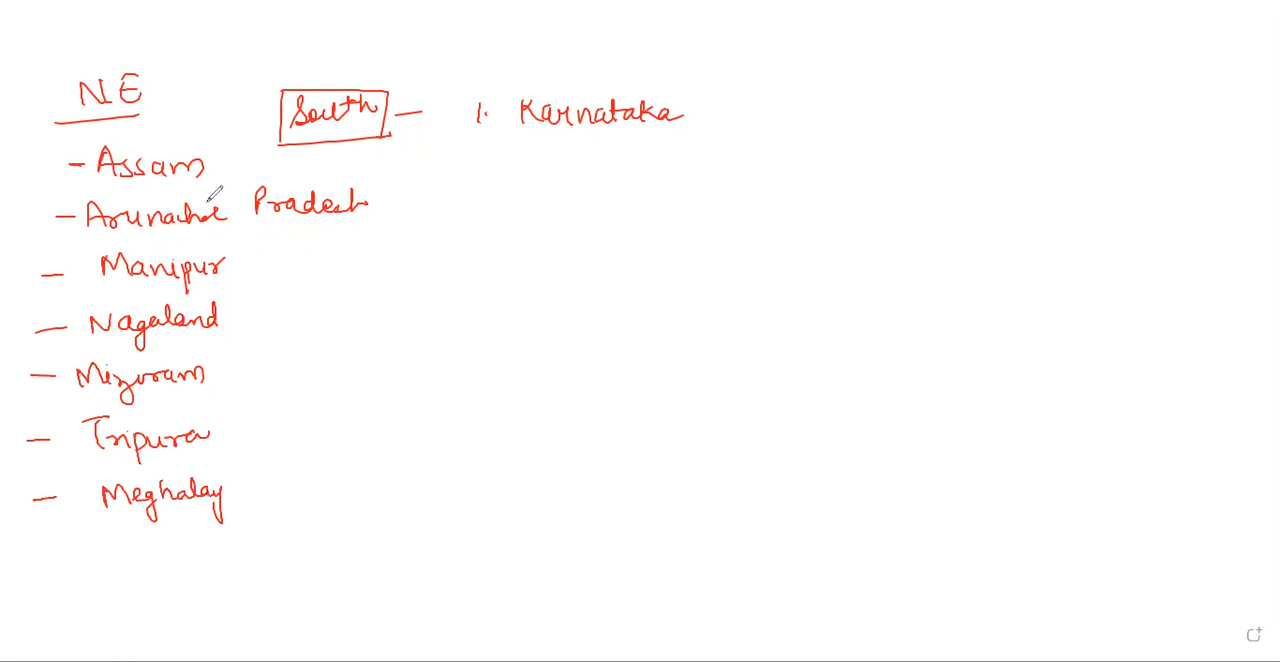 NE
South - 1. Karnataka
- Assam
- Arunachal Pradesh
- Manipur
- Nagaland
- Mizoram
- Tripura
- Meghalay